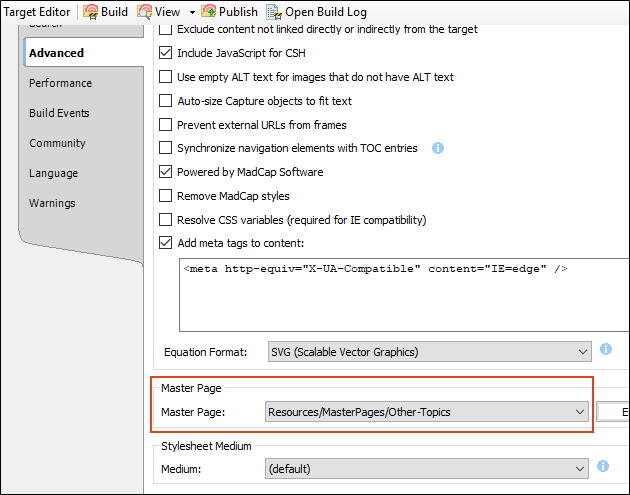 Target Editor Build View Publish Open Build Log
Advanced
Performance
Build Events
Community
Language
Warnings
Exclude content not linked directly or indirectly from the target
Include JavaScript for CSH
Use empty ALT text for images that do not have ALT text
Auto-size Capture objects to fit text
Prevent external URLs from frames
Synchronize navigation elements with TOC entries
Powered by MadCap Software
Remove MadCap styles
Resolve CSS variables (required for IE compatibility)
Add meta tags to content:
<meta http-equiv="X-UA-Compatible" content="IE=edge" />
Equation Format: SVG (Scalable Vector Graphics)
Master Page
Master Page: Resources/MasterPages/Other-Topics
Stylesheet Medium
Medium: (default)